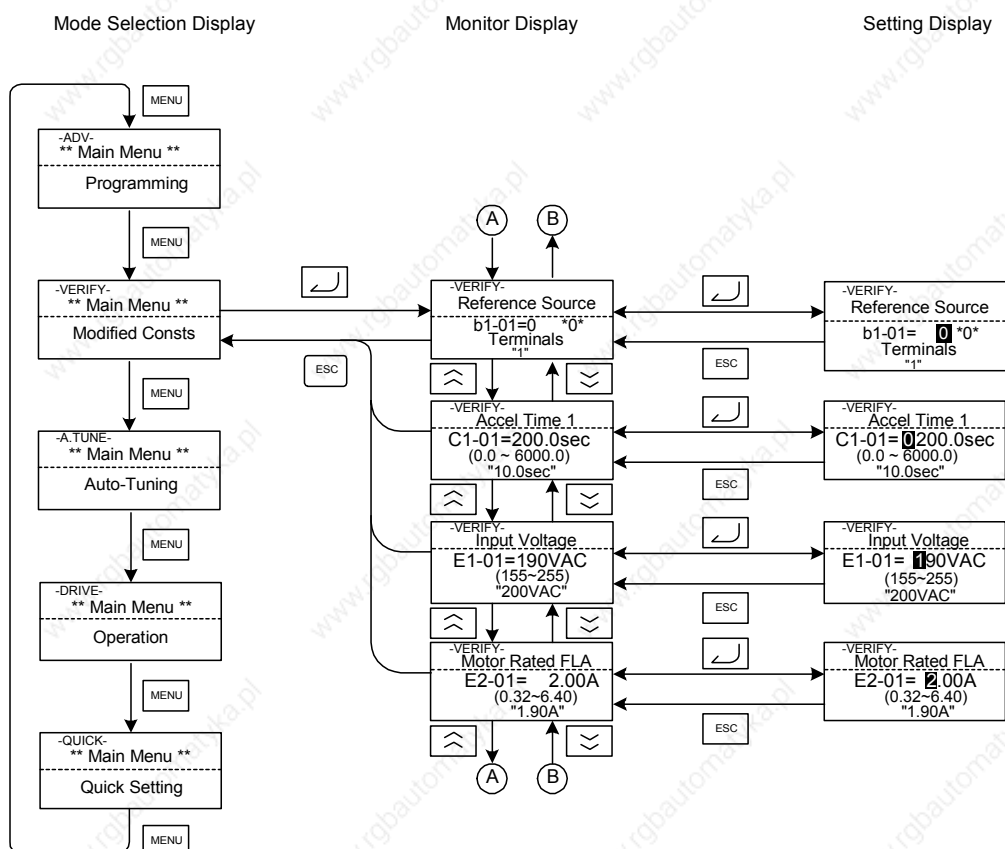 Mode Selection Display
Monitor Display
Setting Display
MENU
-ADV-
** Main Menu **
Programming
MENU
-VERIFY-
** Main Menu **
Modified Consts
MENU
-A.TUNE-
** Main Menu **
Auto-Tuning
MENU
-DRIVE-
** Main Menu **
Operation
MENU
-QUICK-
** Main Menu **
Quick Setting
MENU
ESC
A
B
-VERIFY-
Reference Source
b1-01=0 *0*
Terminals
"1"
-VERIFY-
Accel Time 1
C1-01=200.0sec
(0.0 ~ 6000.0)
"10.0sec"
-VERIFY-
Input Voltage
E1-01=190VAC
(155~255)
"200VAC"
-VERIFY-
Motor Rated FLA
E2-01= 2.00A
(0.32~6.40)
"1.90A"
A
B
ESC
ESC
ESC
ESC
-VERIFY-
Reference Source
b1-01= 0 *0*
Terminals
"1"
-VERIFY-
Accel Time 1
C1-01= 0200.0sec
(0.0 ~ 6000.0)
"10.0sec"
-VERIFY-
Input Voltage
E1-01= 190VAC
(155~255)
"200VAC"
-VERIFY-
Motor Rated FLA
E2-01= 2.00A
(0.32~6.40)
"1.90A"
www.rgbautomatyka.pl